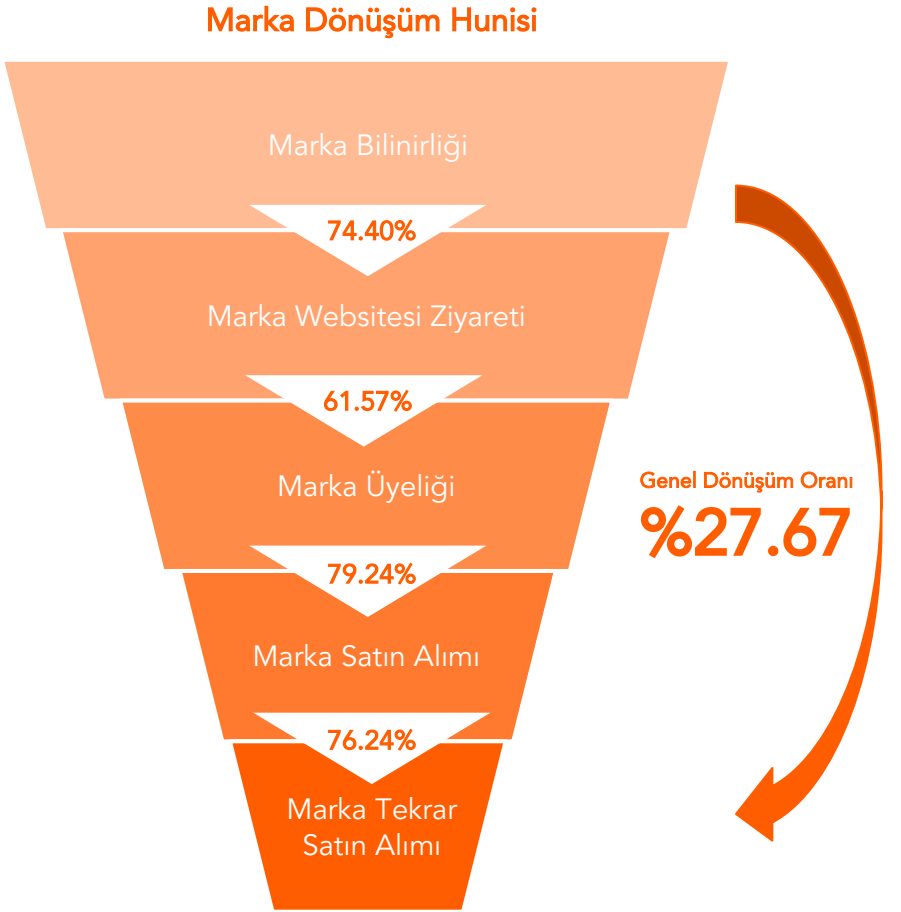 Marka Dönüşüm Hunisi
Marka Bilinirliği
74.40%
Marka Websitesi Ziyareti
61.57%
Marka Üyeliği
79.24%
Marka Satın Alımı
76.24%
Marka Tekrar
Satın Alımı
Genel Dönüşüm Oranı
%27.67